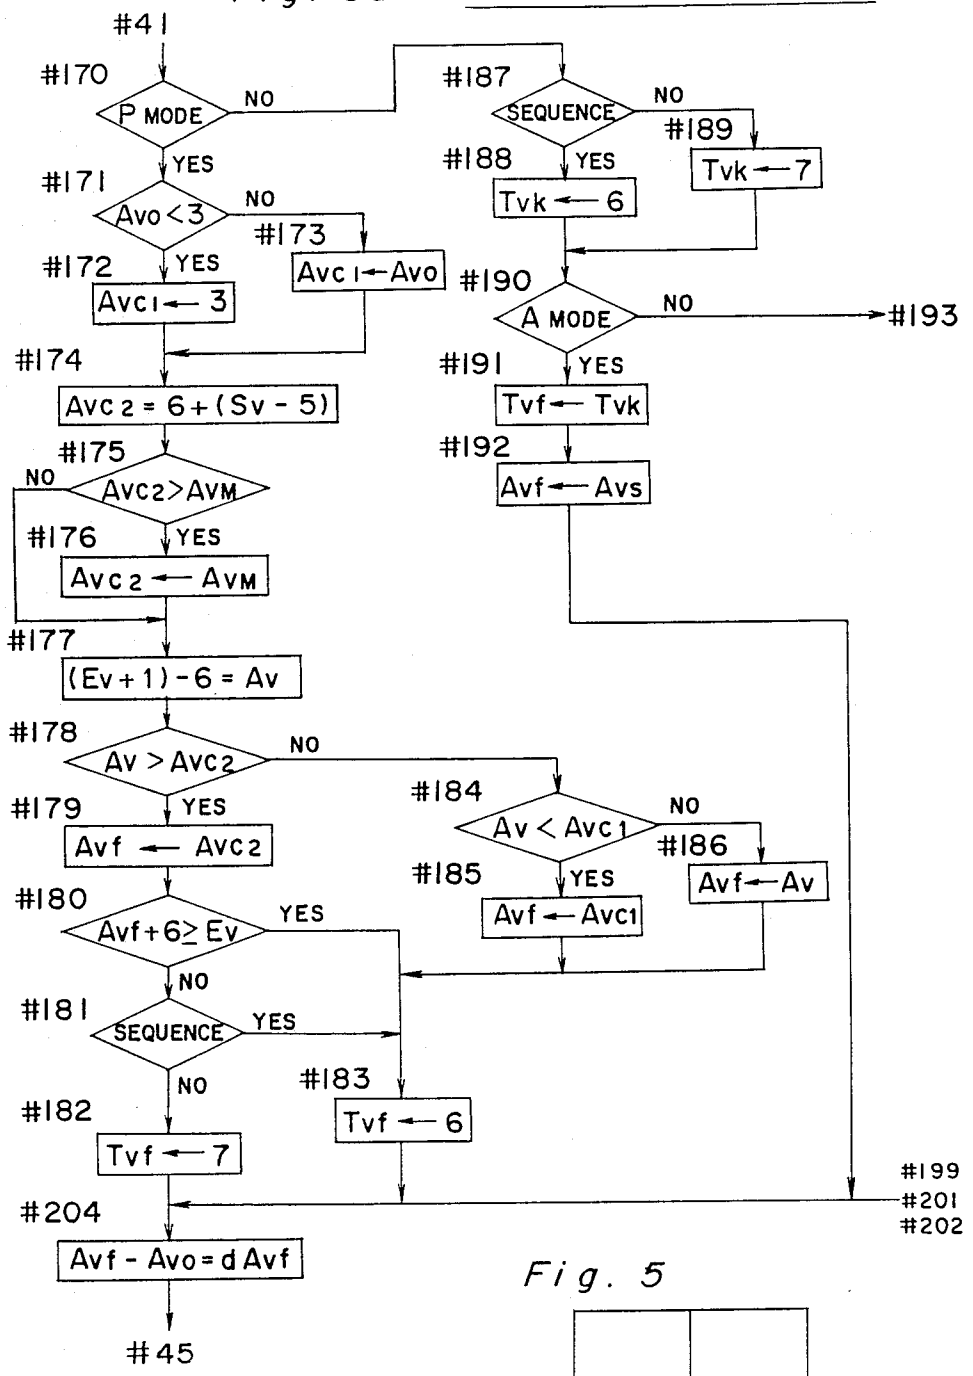 #41
#170
P MODE
NO
YES
#171
Avo < 3
NO
#173
Avc1 ← Avo
#172
YES
Avc1 ← 3
#174
Avc2 = 6 + (Sv - 5)
#175
NO
Avc2 > AvM
#176
YES
Avc2 ← AvM
#177
(Ev + 1) - 6 = Av
#178
Av > Avc2
NO
#179
YES
Avf ← Avc2
#180
Avf + 6 ≥ Ev
YES
NO
#181
SEQUENCE
YES
NO
#182
Tvf ← 7
#183
Tvf ← 6
#184
Av < Avc1
NO
#185
YES
Avf ← Avc1
#186
Avf ← Av
#187
SEQUENCE
NO
#189
Tvk ← 7
#188
YES
Tvk ← 6
#190
A MODE
NO
#193
#191
YES
Tvf ← Tvk
#192
Avf ← Avs
#199
#201
#202
#204
Avf - Avo = d Avf
#45
Fig. 5